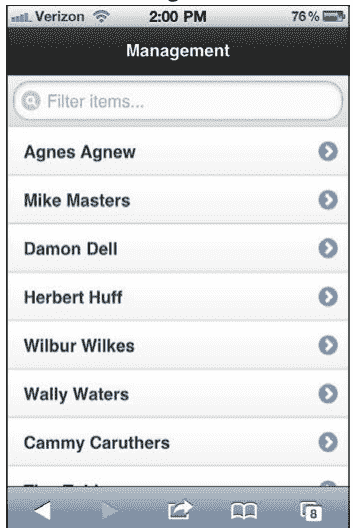 Verizon 2:00 PM 76%
Management
Filter items...
Agnes Agnew
Mike Masters
Damon Dell
Herbert Huff
Wilbur Wilkes
Wally Waters
Cammy Caruthers
8